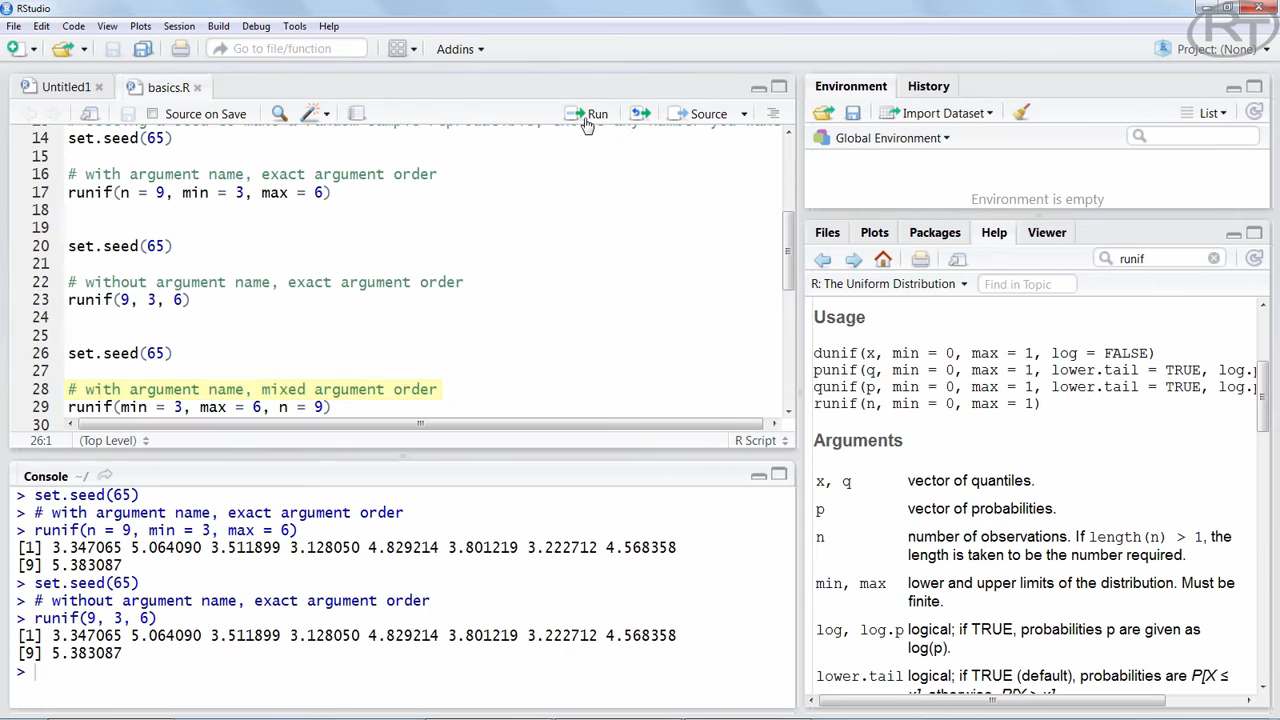 RStudio
File Edit Code View Plots Session Build Debug Tools Help
RT
Go to file/function
Addins
Project: (None)
Untitled1
basics.R
Source on Save
Run
Source
14 set.seed(65)
15
16 # with argument name, exact argument order
17 runif(n = 9, min = 3, max = 6)
18
19
20 set.seed(65)
21
22 # without argument name, exact argument order
23 runif(9, 3, 6)
24
25
26 set.seed(65)
27
28 # with argument name, mixed argument order
29 runif(min = 3, max = 6, n = 9)
30
26:1 (Top Level) R Script
Console ~/
> set.seed(65)
> # with argument name, exact argument order
> runif(n = 9, min = 3, max = 6)
[1] 3.347065 5.064090 3.511899 3.128050 4.829214 3.801219 3.222712 4.568358
[9] 5.383087
> set.seed(65)
> # without argument name, exact argument order
> runif(9, 3, 6)
[1] 3.347065 5.064090 3.511899 3.128050 4.829214 3.801219 3.222712 4.568358
[9] 5.383087
>
Environment History
Import Dataset List
Global Environment
Environment is empty
Files Plots Packages Help Viewer
runif
R: The Uniform Distribution Find in Topic
Usage
dunif(x, min = 0, max = 1, log = FALSE)
punif(q, min = 0, max = 1, lower.tail = TRUE, log.p
qunif(p, min = 0, max = 1, lower.tail = TRUE, log.p
runif(n, min = 0, max = 1)
Arguments
x, q vector of quantiles.
p vector of probabilities.
n number of observations. If length(n) > 1, the
length is taken to be the number required.
min, max lower and upper limits of the distribution. Must be
finite.
log, log.p logical; if TRUE, probabilities p are given as
log(p).
lower.tail logical; if TRUE (default), probabilities are P[X ≤